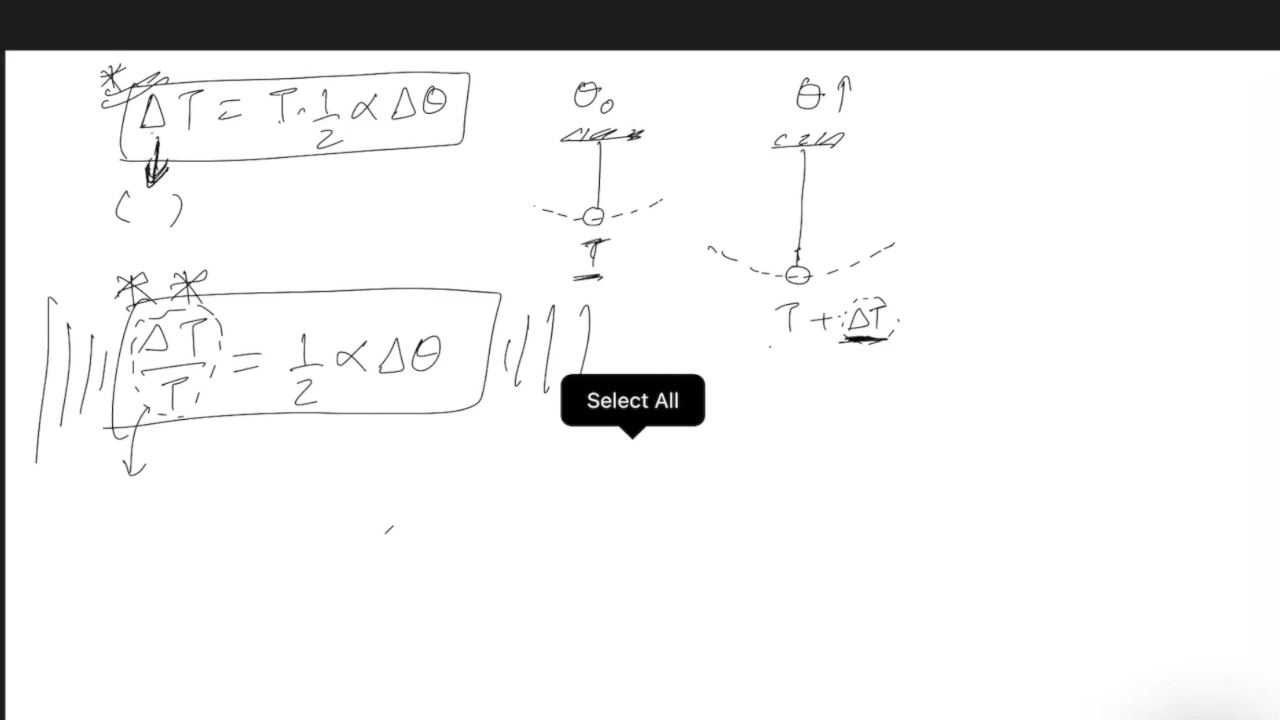 * ΔT = T · 1/2 α Δθ
( )
θ₀
θ↑
T
T + ΔT
* * ΔT/T = 1/2 α Δθ
Select All